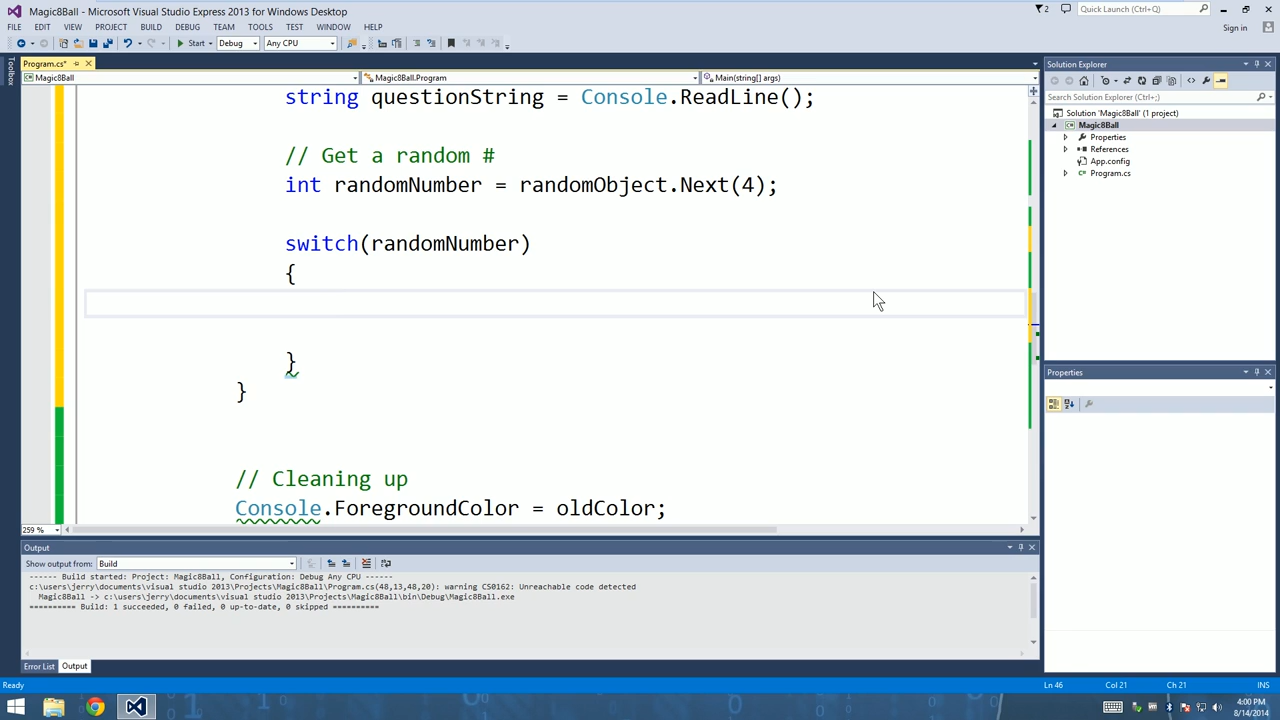 Magic8Ball - Microsoft Visual Studio Express 2013 for Windows Desktop
2
Quick Launch (Ctrl+Q)
FILE EDIT VIEW PROJECT BUILD DEBUG TEAM TOOLS TEST WINDOW HELP
Sign in
Start Debug Any CPU
Toolbox
Program.cs*
Magic8Ball Magic8Ball.Program Main(string[] args)
string questionString = Console.ReadLine();
// Get a random #
int randomNumber = randomObject.Next(4);
switch(randomNumber)
{
}
}
// Cleaning up
Console.ForegroundColor = oldColor;
259 %
Solution Explorer
Search Solution Explorer (Ctrl+;)
Solution 'Magic8Ball' (1 project)
Magic8Ball
Properties
References
App.config
Program.cs
Properties
Output
Show output from: Build
------ Build started: Project: Magic8Ball, Configuration: Debug Any CPU ------
c:\users\jerry\documents\visual studio 2013\Projects\Magic8Ball\Program.cs(48,13,48,20): warning CS0162: Unreachable code detected
Magic8Ball -> c:\users\jerry\documents\visual studio 2013\Projects\Magic8Ball\bin\Debug\Magic8Ball.exe
========== Build: 1 succeeded, 0 failed, 0 up-to-date, 0 skipped ==========
Error List Output
Ready Ln 46 Col 21 Ch 21 INS
4:00 PM
8/14/2014